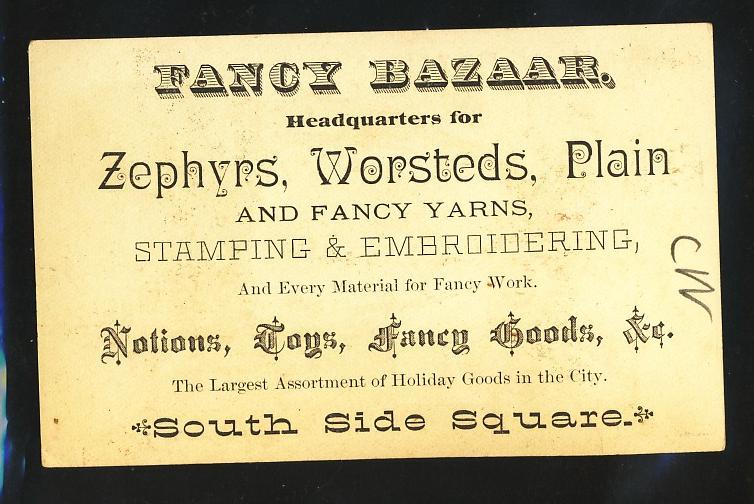 FANCY BAZAAR.
Headquarters for
Zephyrs, Worsteds, Plain
AND FANCY YARNS,
STAMPING & EMBROIDERING,
And Every Material for Fancy Work.
Notions, Toys, Fancy Goods, &c.
The Largest Assortment of Holiday Goods in the City.
South Side Square.
CW